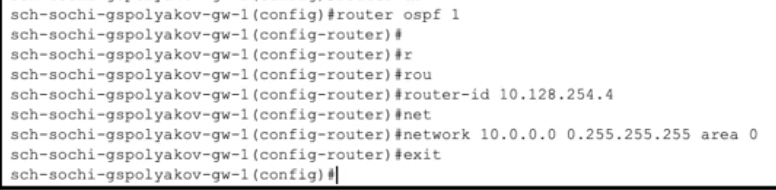 sch-sochi-gspolyakov-gw-1(config)#router ospf 1
sch-sochi-gspolyakov-gw-1(config-router)#
sch-sochi-gspolyakov-gw-1(config-router)#r
sch-sochi-gspolyakov-gw-1(config-router)#rou
sch-sochi-gspolyakov-gw-1(config-router)#router-id 10.128.254.4
sch-sochi-gspolyakov-gw-1(config-router)#net
sch-sochi-gspolyakov-gw-1(config-router)#network 10.0.0.0 0.255.255.255 area 0
sch-sochi-gspolyakov-gw-1(config-router)#exit
sch-sochi-gspolyakov-gw-1(config)#